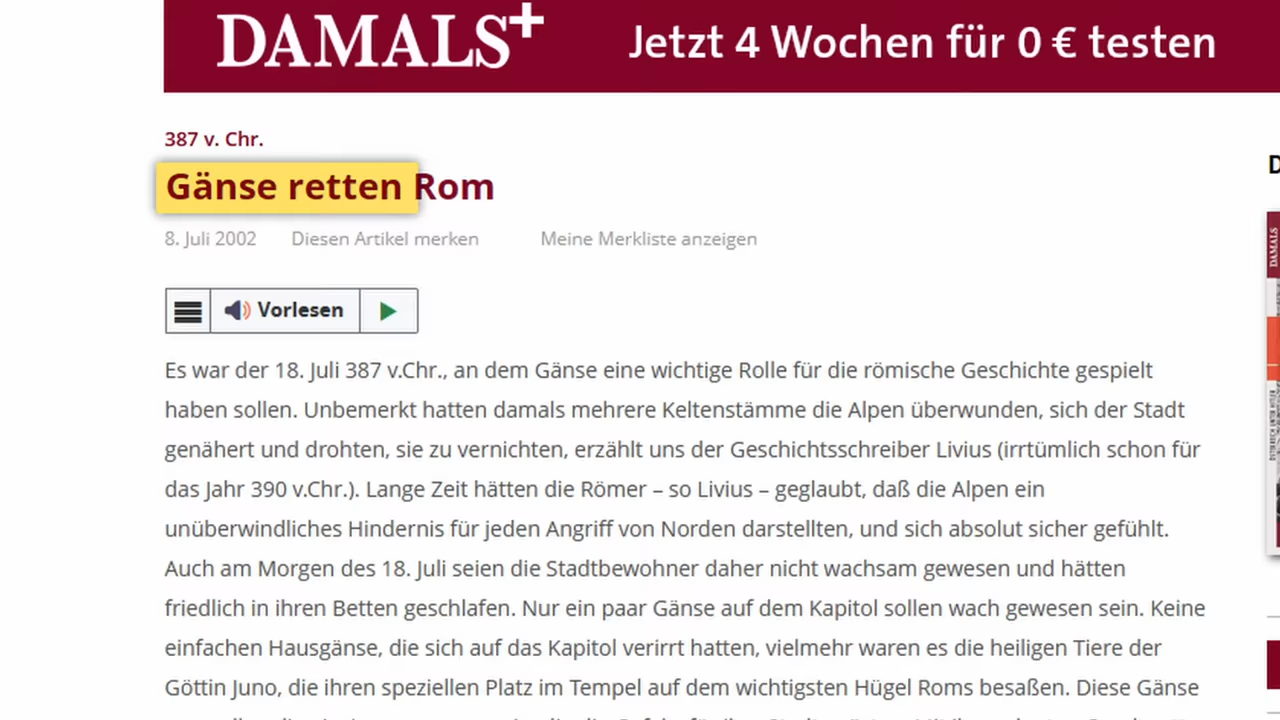 DAMALS+ Jetzt 4 Wochen für 0 € testen
387 v. Chr.
Gänse retten Rom
8. Juli 2002 Diesen Artikel merken Meine Merkliste anzeigen
Vorlesen
Es war der 18. Juli 387 v.Chr., an dem Gänse eine wichtige Rolle für die römische Geschichte gespielt
haben sollen. Unbemerkt hatten damals mehrere Keltenstämme die Alpen überwunden, sich der Stadt
genähert und drohten, sie zu vernichten, erzählt uns der Geschichtsschreiber Livius (irrtümlich schon für
das Jahr 390 v.Chr.). Lange Zeit hätten die Römer – so Livius – geglaubt, daß die Alpen ein
unüberwindliches Hindernis für jeden Angriff von Norden darstellten, und sich absolut sicher gefühlt.
Auch am Morgen des 18. Juli seien die Stadtbewohner daher nicht wachsam gewesen und hätten
friedlich in ihren Betten geschlafen. Nur ein paar Gänse auf dem Kapitol sollen wach gewesen sein. Keine
einfachen Hausgänse, die sich auf das Kapitol verirrt hatten, vielmehr waren es die heiligen Tiere der
Göttin Juno, die ihren speziellen Platz im Tempel auf dem wichtigsten Hügel Roms besaßen. Diese Gänse
D
DAMALS